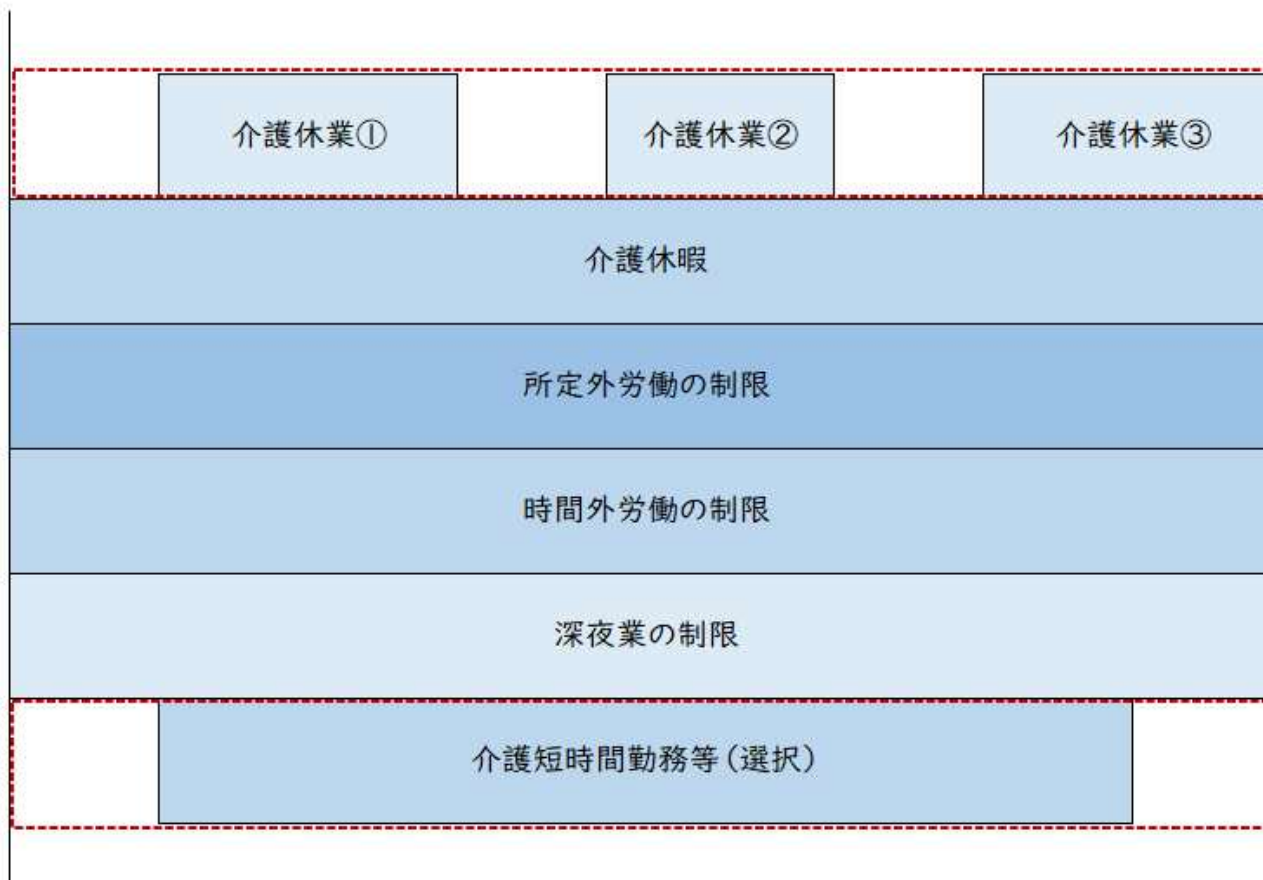 介護休業①
介護休業②
介護休業③
介護休暇
所定外労働の制限
時間外労働の制限
深夜業の制限
介護短時間勤務等(選択)